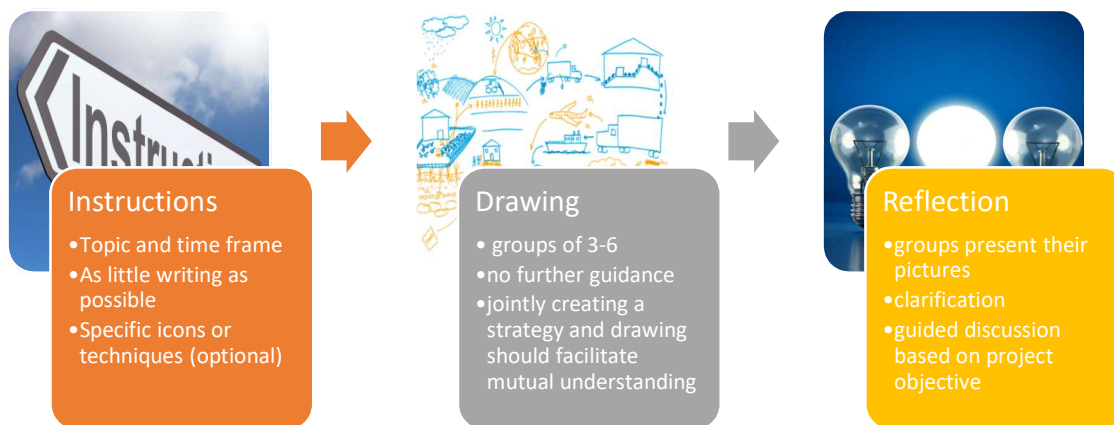 Instructi
Instructions
•Topic and time frame
•As little writing as
possible
•Specific icons or
techniques (optional)
Drawing
• groups of 3-6
•no further guidance
•jointly creating a
strategy and drawing
should facilitate
mutual understanding
Reflection
•groups present their
pictures
•clarification
•guided discussion
based on project
objective